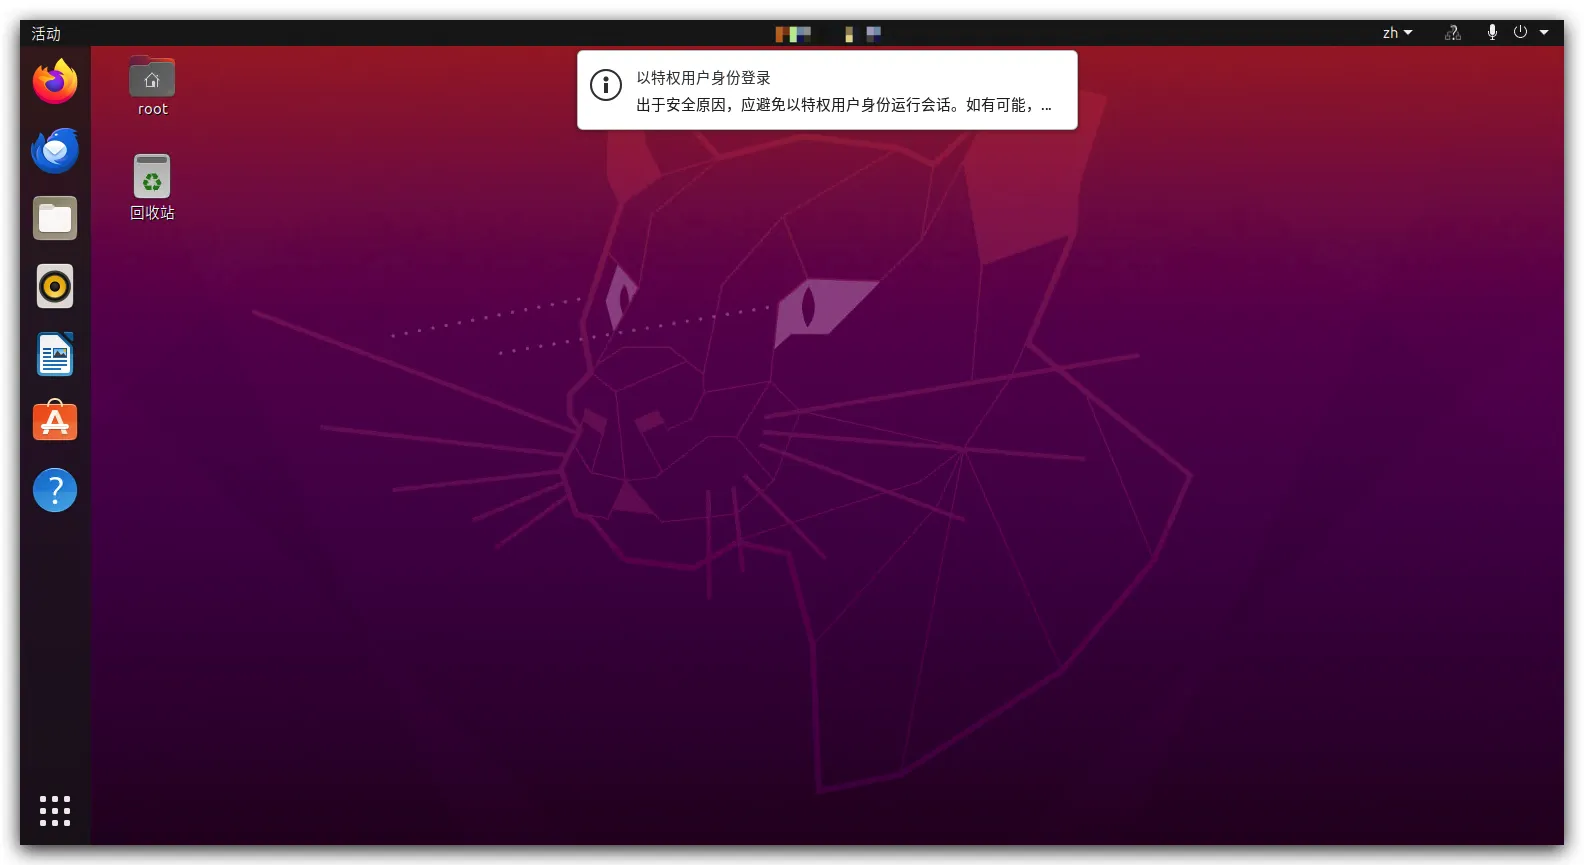 活动
zh
以特权用户身份登录
出于安全原因，应避免以特权用户身份运行会话。如有可能，...
root
回收站